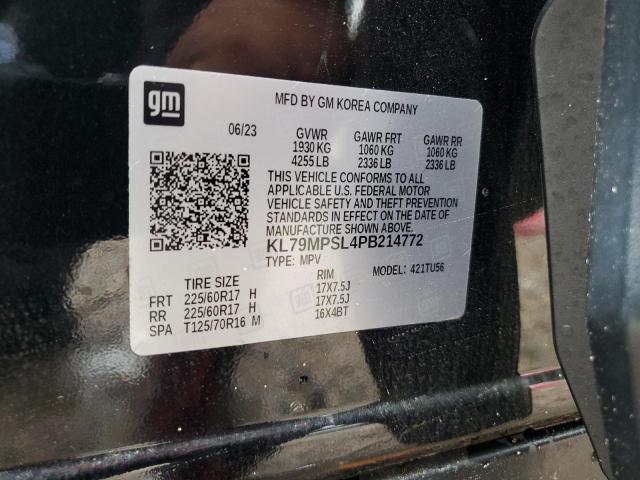 gm
MFD BY GM KOREA COMPANY
06/23 GVWR GAWR FRT GAWR RR
1930 KG 1060 KG 1060 KG
4255 LB 2336 LB 2336 LB
THIS VEHICLE CONFORMS TO ALL
APPLICABLE U.S. FEDERAL MOTOR
VEHICLE SAFETY AND THEFT PREVENTION
STANDARDS IN EFFECT ON THE DATE OF
MANUFACTURE SHOWN ABOVE.
KL79MPSL4PB214772
TYPE: MPV MODEL: 421TU56
TIRE SIZE RIM
FRT 225/60R17 H 17X7.5J
RR 225/60R17 H 17X7.5J
SPA T125/70R16 M 16X4BT